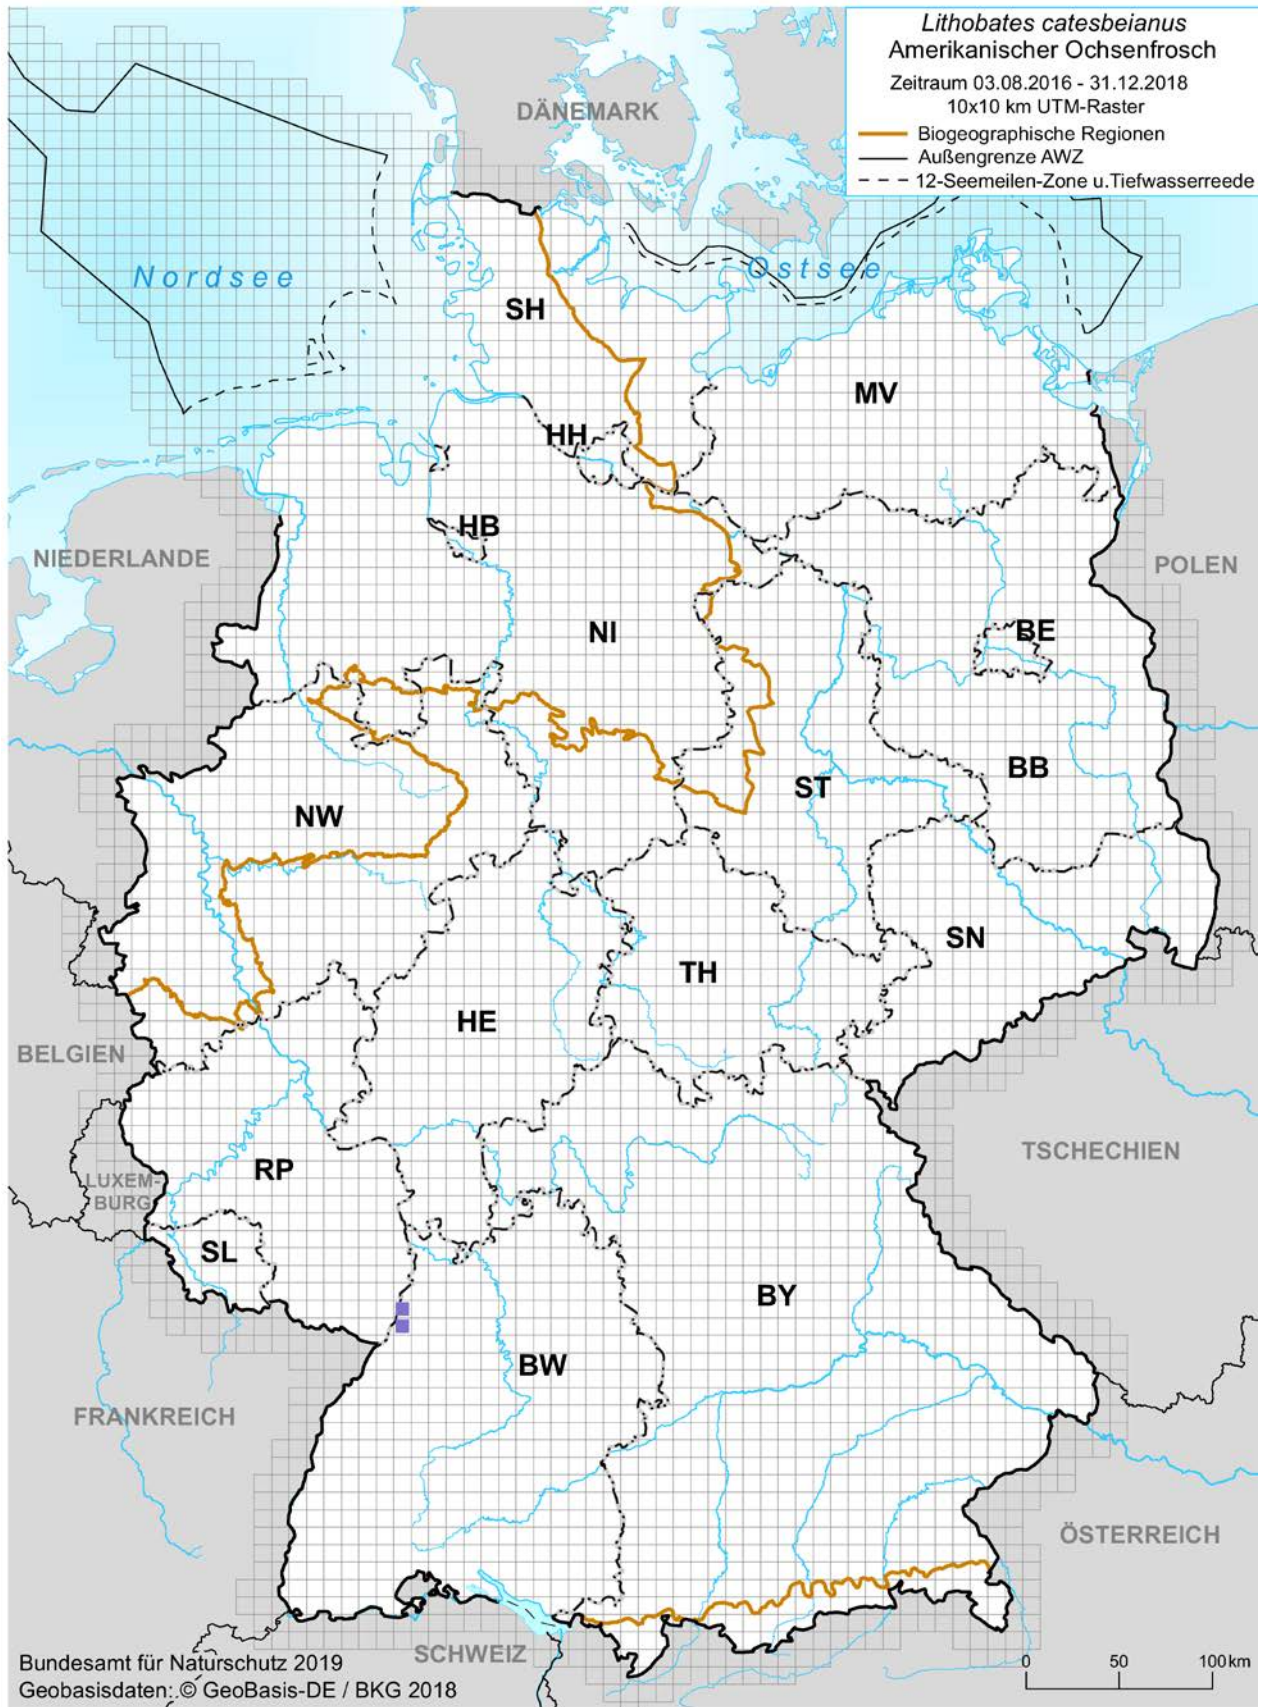 Lithobates catesbeianus
Amerikanischer Ochsenfrosch
Zeitraum 03.08.2016 - 31.12.2018
10x10 km UTM-Raster
Biogeographische Regionen
Außengrenze AWZ
12-Seemeilen-Zone u.Tiefwasserreede
DÄNEMARK
Nordsee
Ostsee
SH
MV
HH
HB
NIEDERLANDE
POLEN
NI
BE
BB
ST
NW
SN
TH
HE
BELGIEN
TSCHECHIEN
RP
LUXEM-
BURG
SL
BY
BW
FRANKREICH
ÖSTERREICH
SCHWEIZ
Bundesamt für Naturschutz 2019
Geobasisdaten:.© GeoBasis-DE / BKG 2018
0 50 100 km